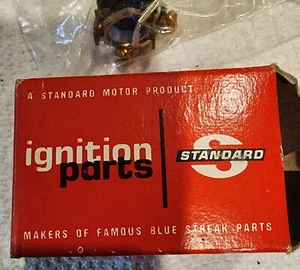 A STANDARD MOTOR PRODUCT
ignition
parts
S
STANDARD
MAKERS OF FAMOUS BLUE STREAK PARTS